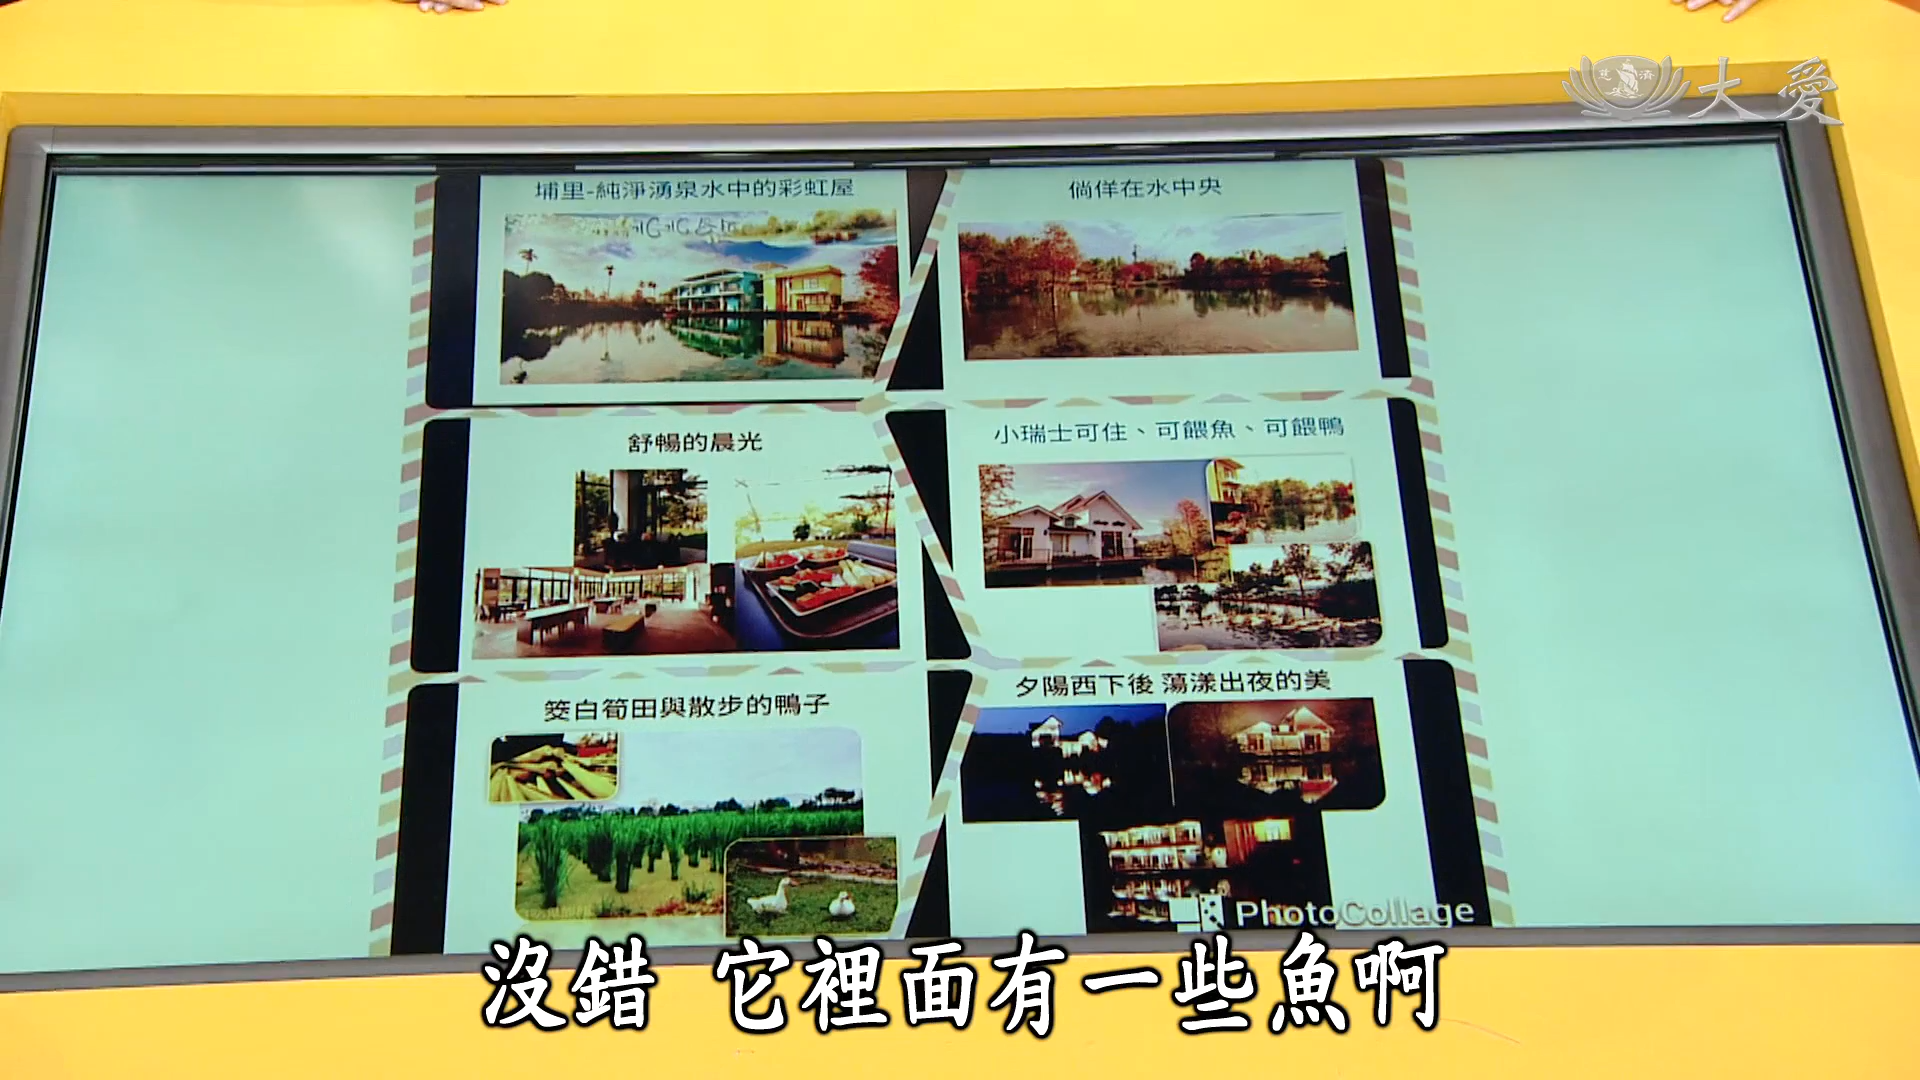 慈濟
大愛
埔里-純淨湧泉水中的彩虹屋
倘佯在水中央
舒暢的晨光
小瑞士可住、可餵魚、可餵鴨
筊白筍田與散步的鴨子
夕陽西下後 蕩漾出夜的美
PhotoCollage
沒錯 它裡面有一些魚啊